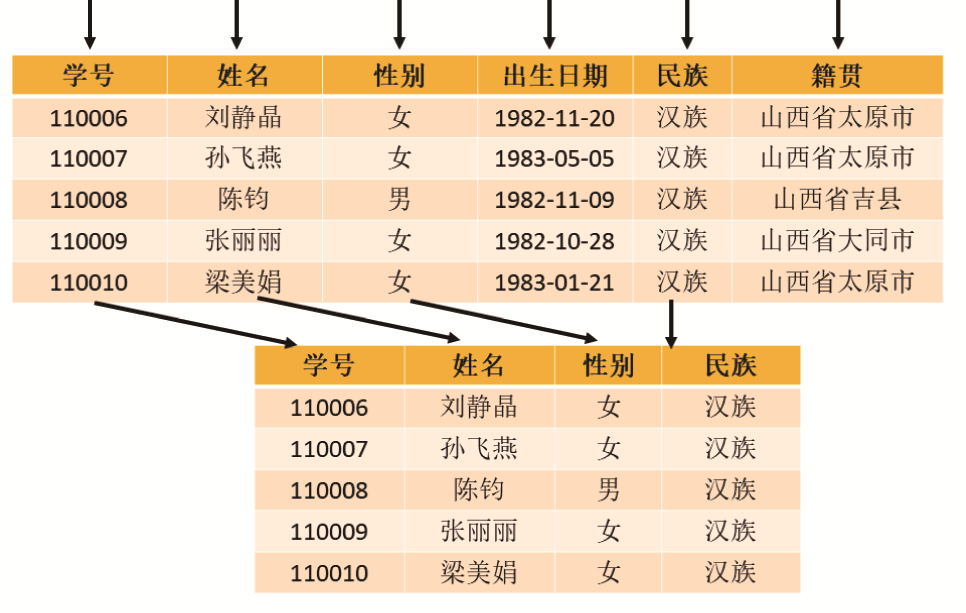 学号 姓名 性别 出生日期 民族 籍贯
110006 刘静晶 女 1982-11-20 汉族 山西省太原市
110007 孙飞燕 女 1983-05-05 汉族 山西省太原市
110008 陈钧 男 1982-11-09 汉族 山西省吉县
110009 张丽丽 女 1982-10-28 汉族 山西省大同市
110010 梁美娟 女 1983-01-21 汉族 山西省太原市
学号 姓名 性别 民族
110006 刘静晶 女 汉族
110007 孙飞燕 女 汉族
110008 陈钧 男 汉族
110009 张丽丽 女 汉族
110010 梁美娟 女 汉族